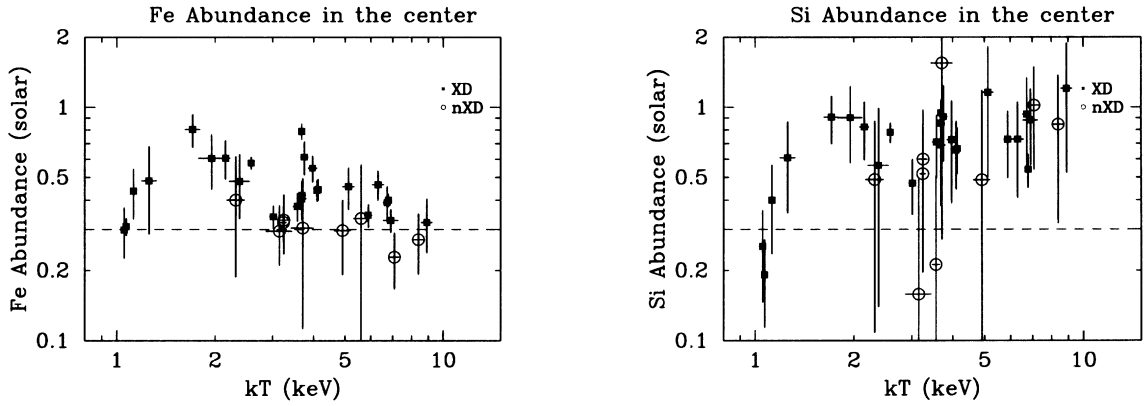 Fe Abundance in the center
Fe Abundance (solar)
2
1
0.5
0.2
0.1
XD
nXD
1
2
5
10
kT (keV)
Si Abundance in the center
Si Abundance (solar)
2
1
0.5
0.2
0.1
XD
nXD
1
2
5
10
kT (keV)